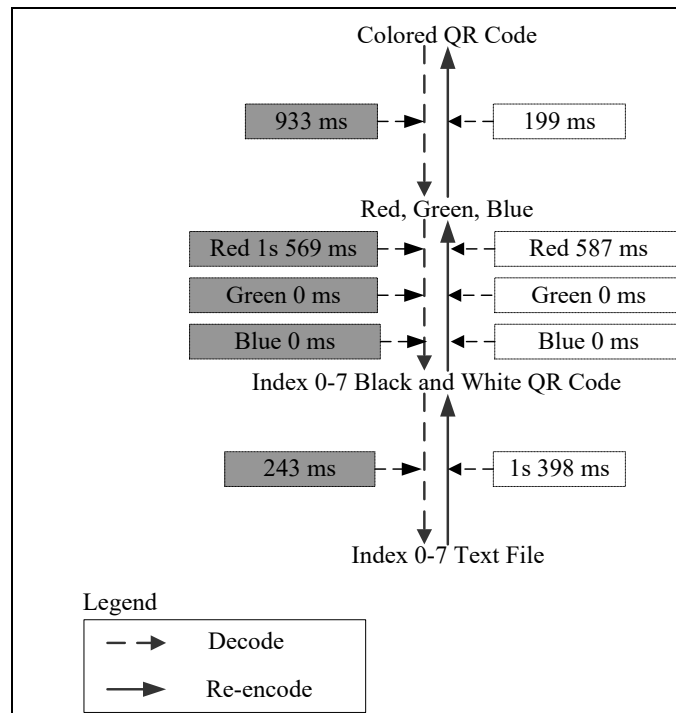 Colored QR Code
933 ms
199 ms
Red, Green, Blue
Red 1s 569 ms
Red 587 ms
Green 0 ms
Green 0 ms
Blue 0 ms
Blue 0 ms
Index 0-7 Black and White QR Code
243 ms
1s 398 ms
Index 0-7 Text File
Legend
Decode
Re-encode